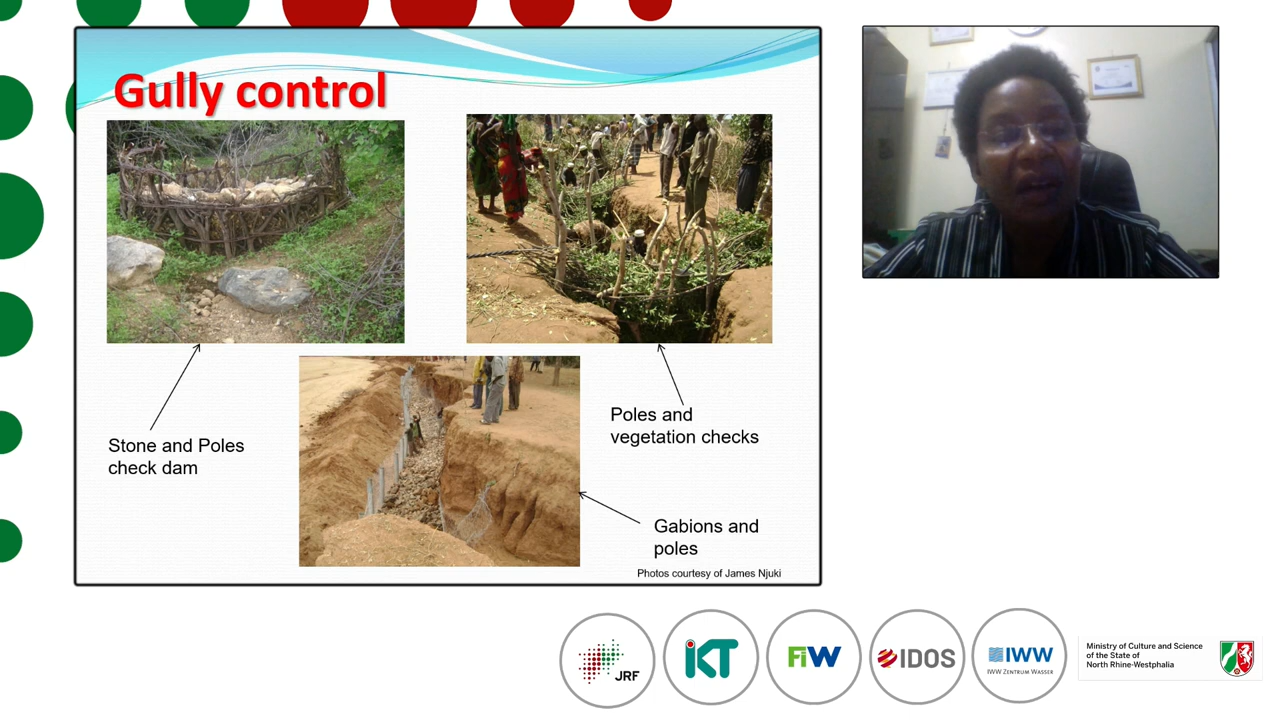 Gully control
Stone and Poles
check dam
Poles and
vegetation checks
Gabions and
poles
Photos courtesy of James Njuki
JRF
iKT
FiW
IDOS
IWW
IWW ZENTRUM WASSER
Ministry of Culture and Science
of the State of
North Rhine-Westphalia